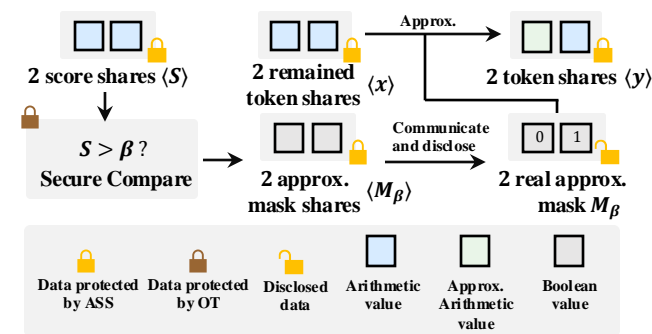 Approx.
2 score shares ⟨S⟩
2 remained
token shares ⟨x⟩
2 token shares ⟨y⟩
S > β ?
Secure Compare
Communicate
and disclose
0 1
2 approx.
mask shares ⟨Mβ⟩
2 real approx.
mask Mβ
Data protected
by ASS
Data protected
by OT
Disclosed
data
Arithmetic
value
Approx.
Arithmetic
value
Boolean
value